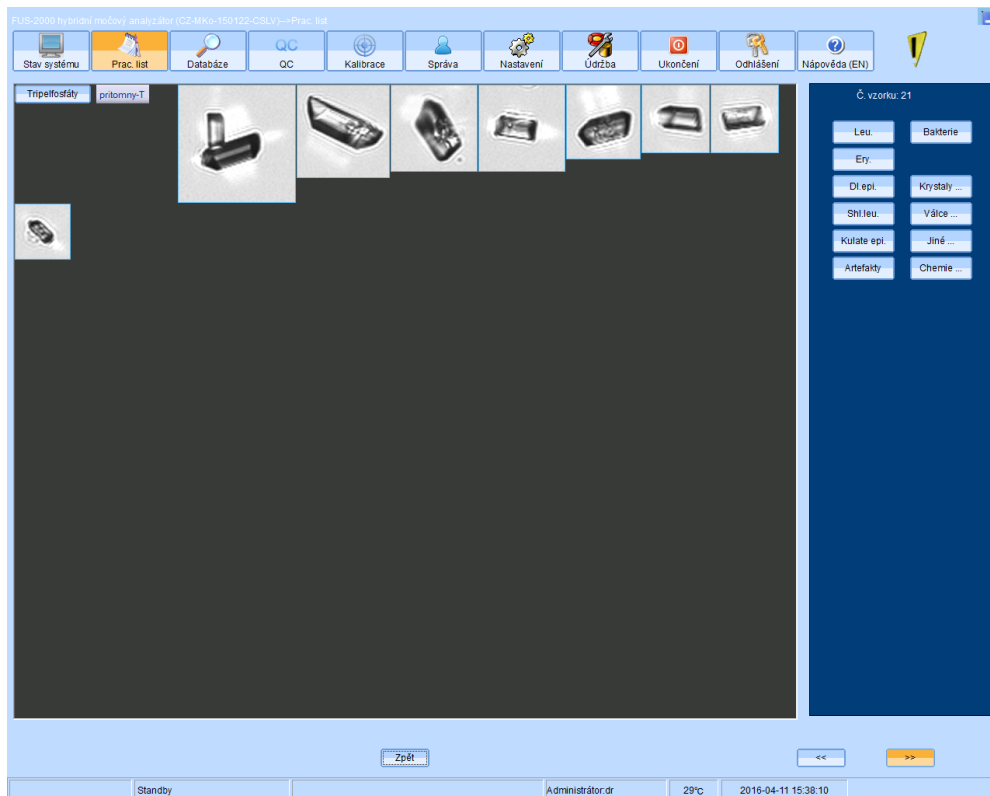 FUS-2000 hybridní močový analyzátor (CZ-MKo-150122-CSLV)-->Prac. list
Stav systému Prac. list Databáze QC QC Kalibrace Správa Nastavení Údržba Ukončení Odhlášení Nápověda (EN)
Tripelfosfáty pritomny-T
Č. vzorku: 21
Leu. Bakterie
Ery.
Dl.epi. Krystaly ...
Shl.leu. Válce ...
Kulate epi. Jiné ...
Artefakty Chemie ...
Zpět << >>
Standby Administrátor:dr 29°C 2016-04-11 15:38:10